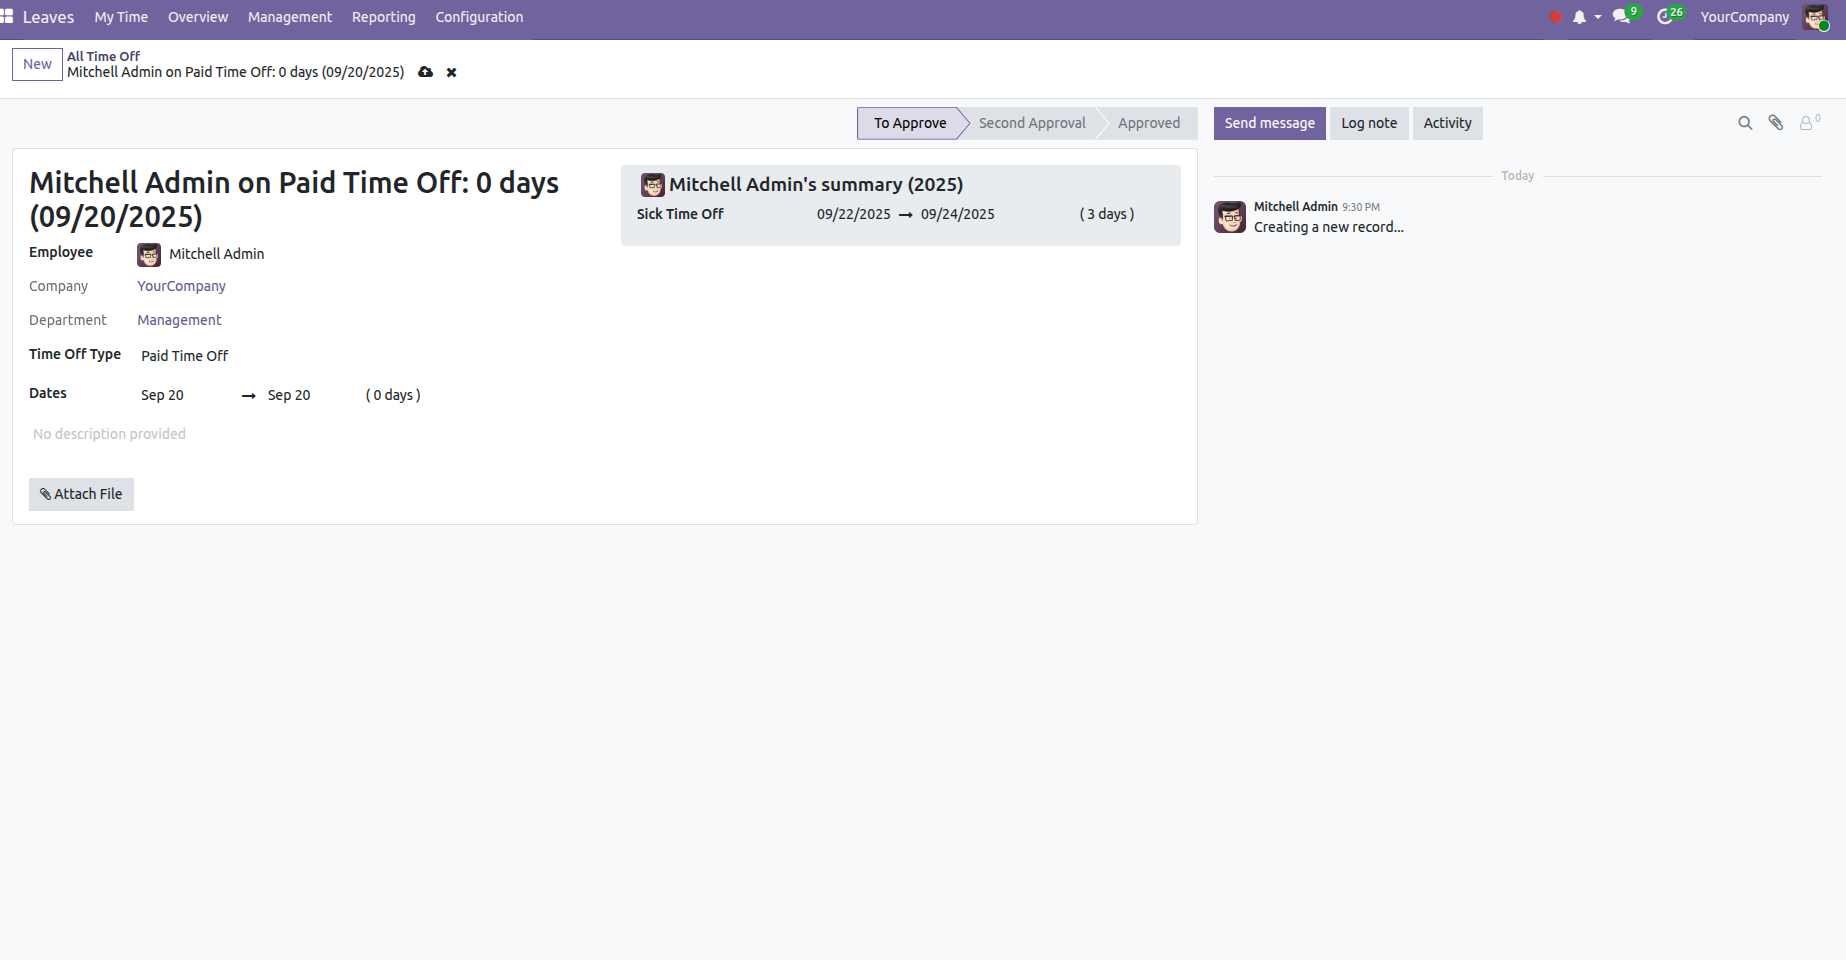 Leaves My Time Overview Management Reporting Configuration 9 26 YourCompany
New
All Time Off
Mitchell Admin on Paid Time Off: 0 days (09/20/2025)
To Approve Second Approval Approved
Send message Log note Activity 0
Mitchell Admin on Paid Time Off: 0 days
(09/20/2025)
Employee Mitchell Admin
Company YourCompany
Department Management
Time Off Type Paid Time Off
Dates Sep 20 → Sep 20 ( 0 days )
No description provided
Attach File
Mitchell Admin's summary (2025)
Sick Time Off 09/22/2025 → 09/24/2025 ( 3 days )
Today
Mitchell Admin 9:30 PM
Creating a new record...